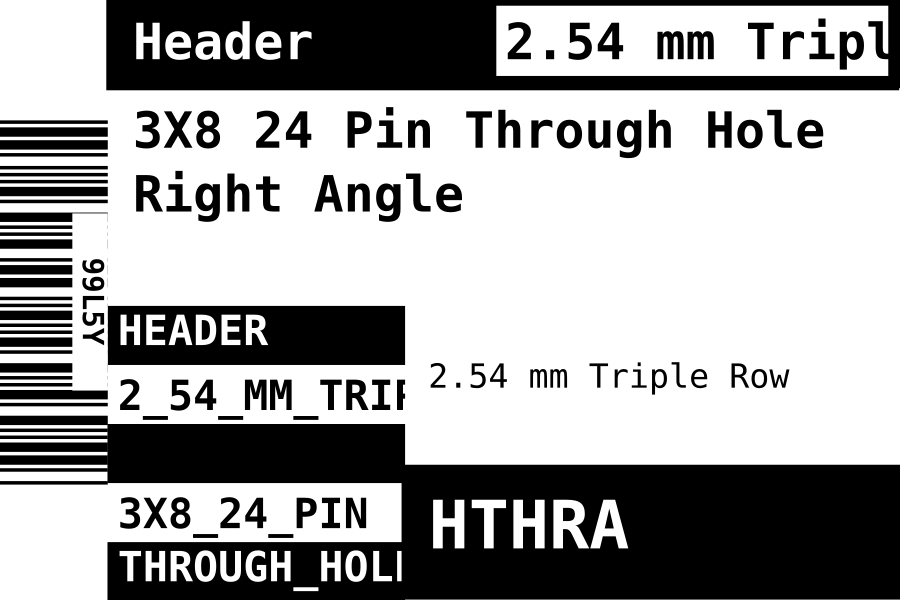 Header
2.54 mm Tripl
3X8 24 Pin Through Hole
Right Angle
99L5Y
HEADER
2_54_MM_TRIP
2.54 mm Triple Row
3X8_24_PIN
THROUGH_HOL
HTHRA